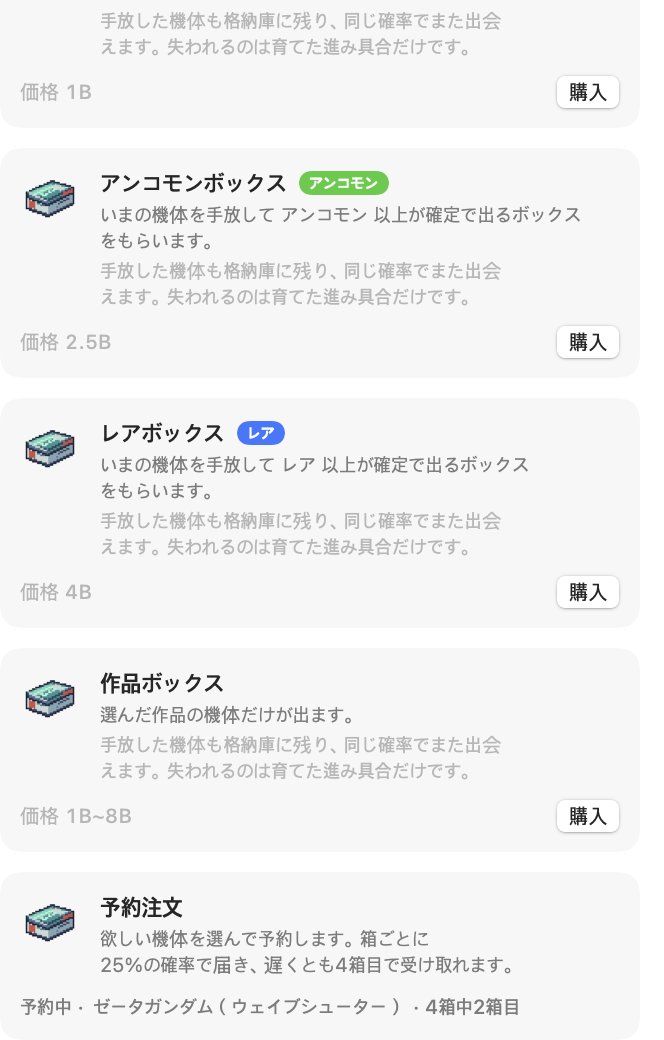 手放した機体も格納庫に残り、同じ確率でまた出会
えます。失われるのは育てた進み具合だけです。
価格 1B
購入
アンコモンボックス アンコモン
いまの機体を手放して アンコモン 以上が確定で出るボックス
をもらいます。
手放した機体も格納庫に残り、同じ確率でまた出会
えます。失われるのは育てた進み具合だけです。
価格 2.5B
購入
レアボックス レア
いまの機体を手放して レア 以上が確定で出るボックス
をもらいます。
手放した機体も格納庫に残り、同じ確率でまた出会
えます。失われるのは育てた進み具合だけです。
価格 4B
購入
作品ボックス
選んだ作品の機体だけが出ます。
手放した機体も格納庫に残り、同じ確率でまた出会
えます。失われるのは育てた進み具合だけです。
価格 1B~8B
購入
予約注文
欲しい機体を選んで予約します。箱ごとに
25%の確率で届き、遅くとも4箱目で受け取れます。
予約中・ゼータガンダム ( ウェイブシューター ) ・4箱中2箱目